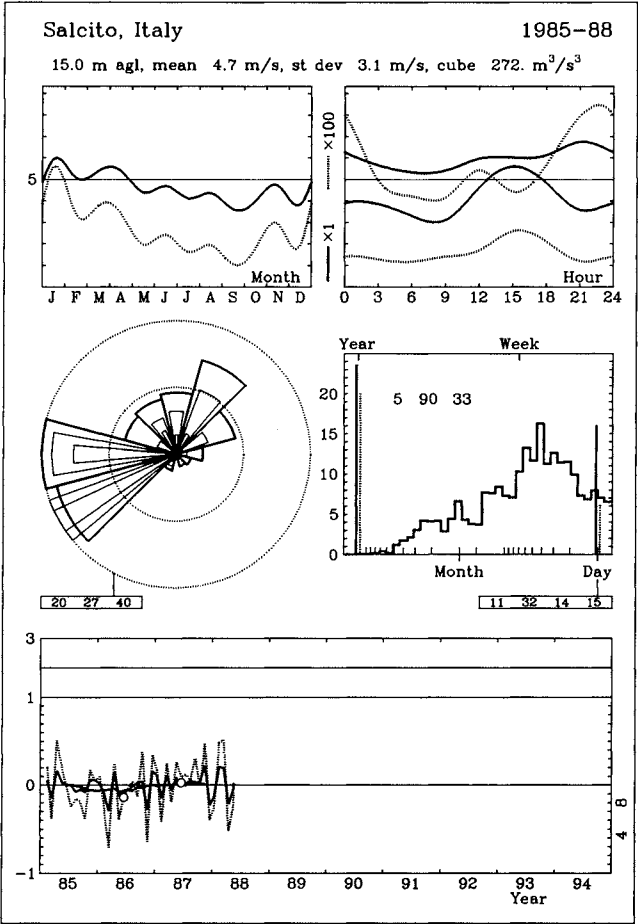 Salcito, Italy 1985-88
15.0 m agl, mean 4.7 m/s, st dev 3.1 m/s, cube 272. m³/s³
5
×1 ×100
J F M A M J J A S O N D
Month
0 3 6 9 12 15 18 21 24
Hour
Year Week
20
15
10
5
0
5 90 33
Month Day
20 27 40
11 32 14 15
3
1
0
-1
8
4
85 86 87 88 89 90 91 92 93 94
Year